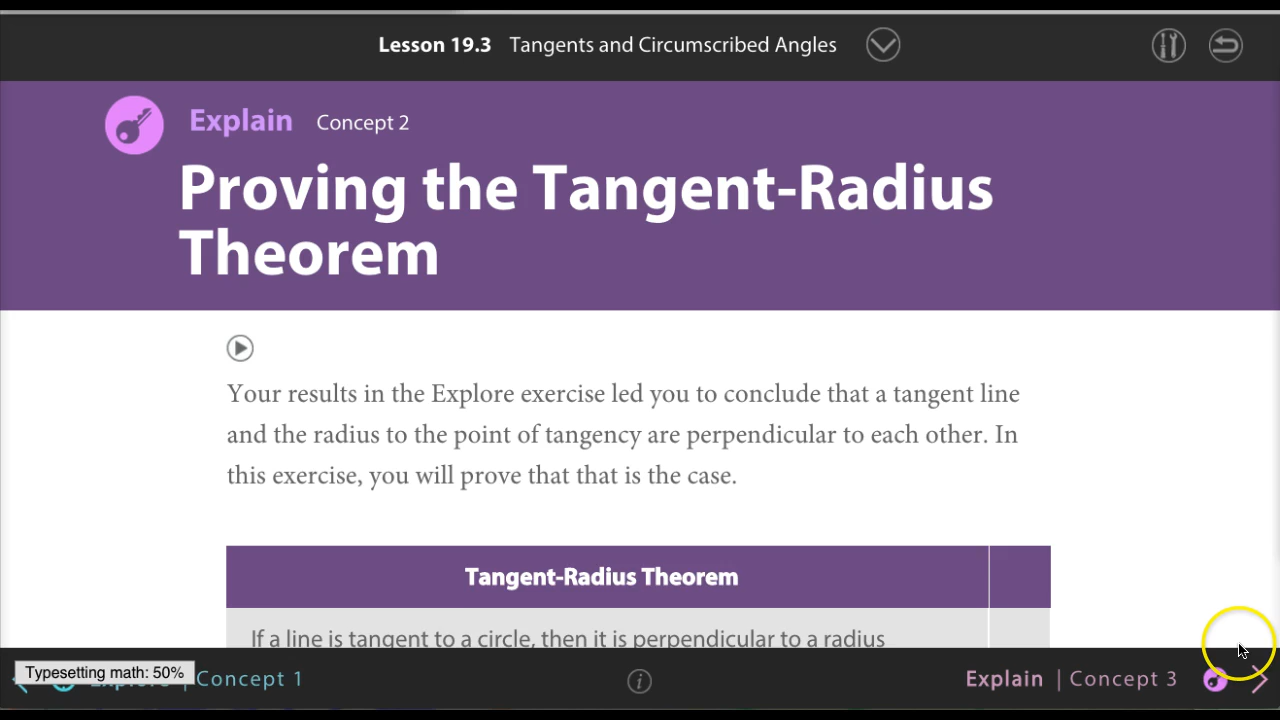 Lesson 19.3 Tangents and Circumscribed Angles
Explain Concept 2
Proving the Tangent-Radius
Theorem
Your results in the Explore exercise led you to conclude that a tangent line
and the radius to the point of tangency are perpendicular to each other. In
this exercise, you will prove that that is the case.
Tangent-Radius Theorem
If a line is tangent to a circle, then it is perpendicular to a radius
Typesetting math: 50%
Explore | Concept 1
Explain | Concept 3